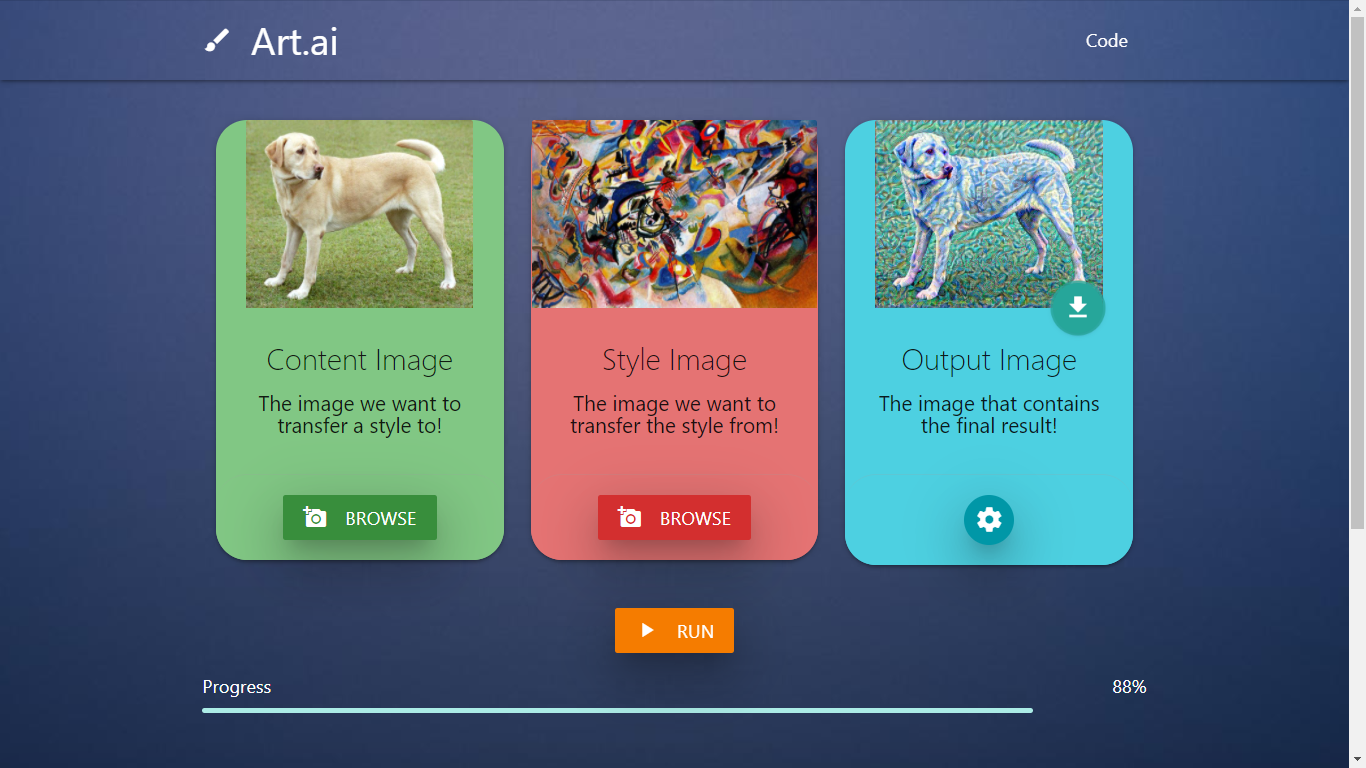 Art.ai
Code
Content Image
The image we want to
transfer a style to!
BROWSE
Style Image
The image we want to
transfer the style from!
BROWSE
Output Image
The image that contains
the final result!
RUN
Progress
88%